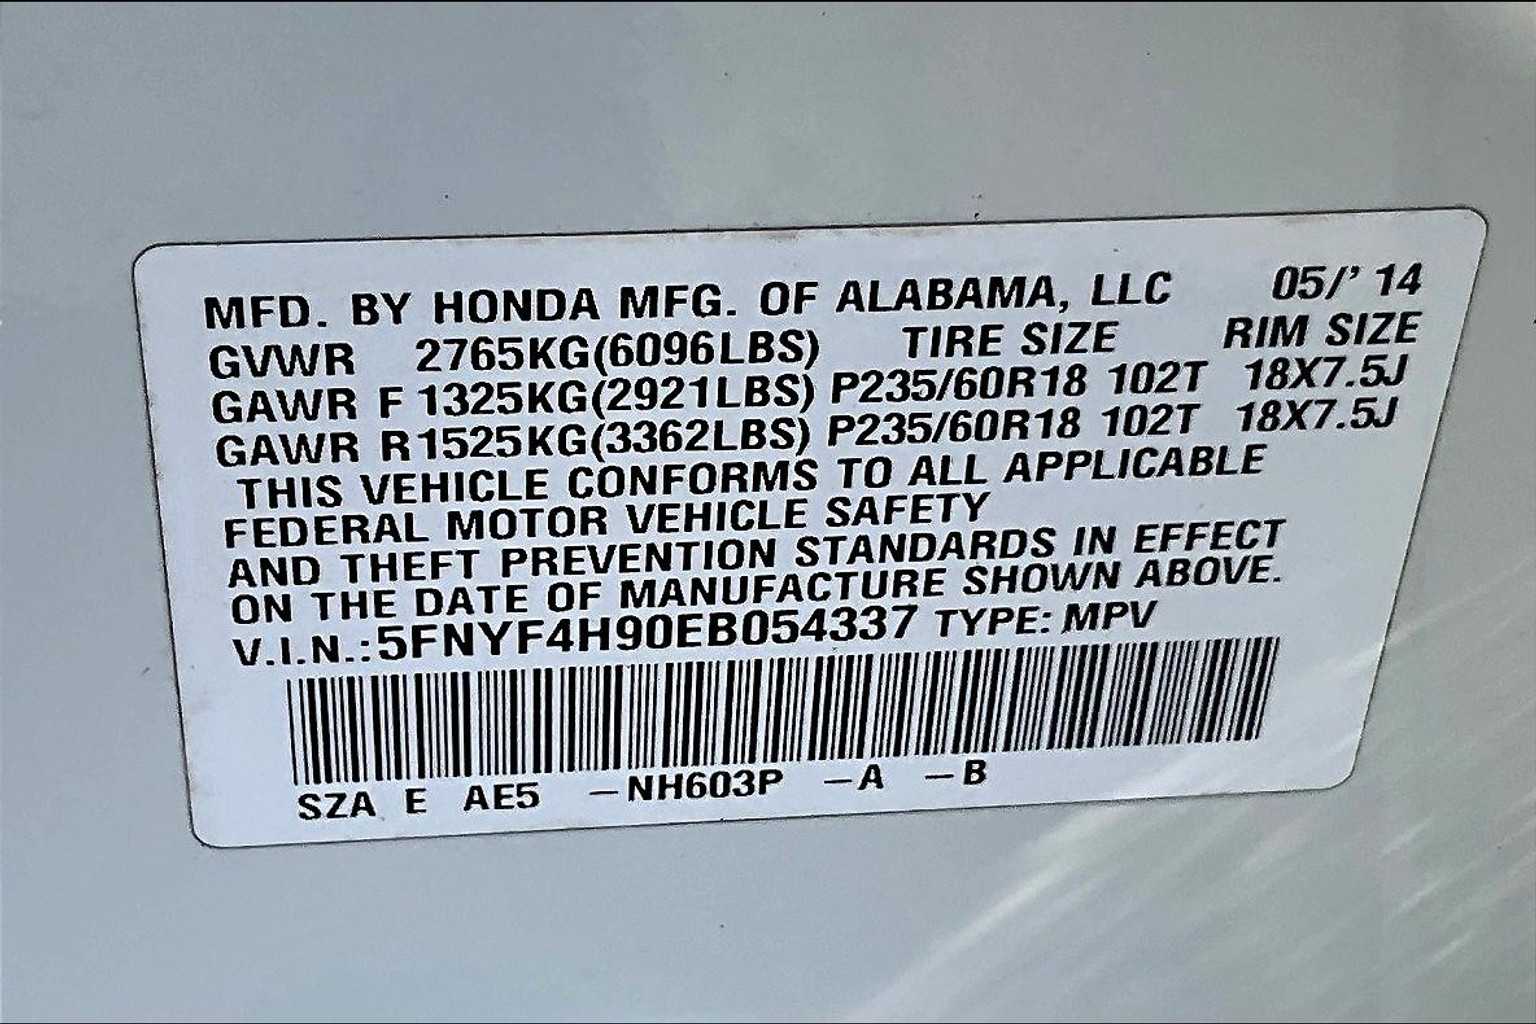 MFD. BY HONDA MFG. OF ALABAMA, LLC 05/'14
GVWR 2765KG(6096LBS) TIRE SIZE RIM SIZE
GAWR F 1325KG(2921LBS) P235/60R18 102T 18X7.5J
GAWR R1525KG(3362LBS) P235/60R18 102T 18X7.5J
THIS VEHICLE CONFORMS TO ALL APPLICABLE
FEDERAL MOTOR VEHICLE SAFETY
AND THEFT PREVENTION STANDARDS IN EFFECT
ON THE DATE OF MANUFACTURE SHOWN ABOVE.
V.I.N.:5FNYF4H90EB054337 TYPE: MPV
SZA E AE5 –NH603P –A –B